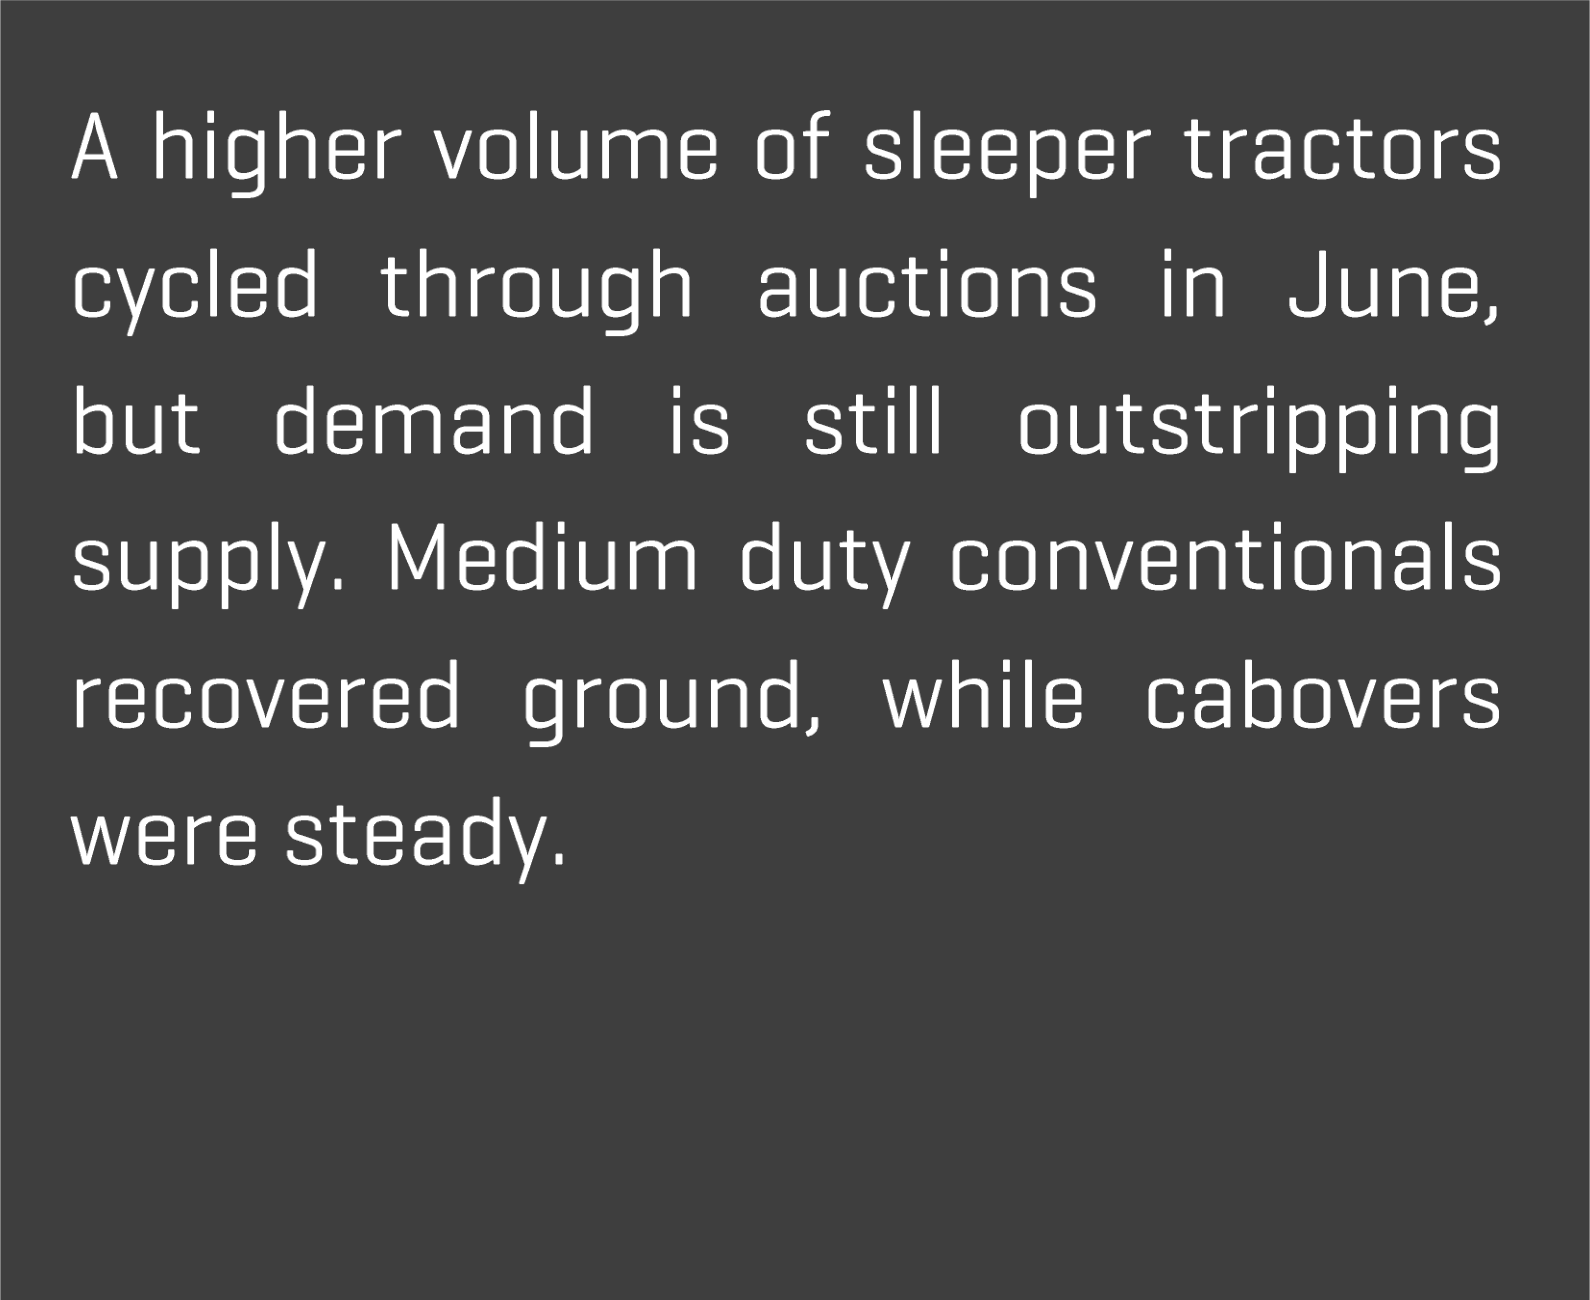 A higher volume of sleeper tractors
cycled through auctions in June,
but demand is still outstripping
supply. Medium duty conventionals
recovered ground, while cabovers
were steady.